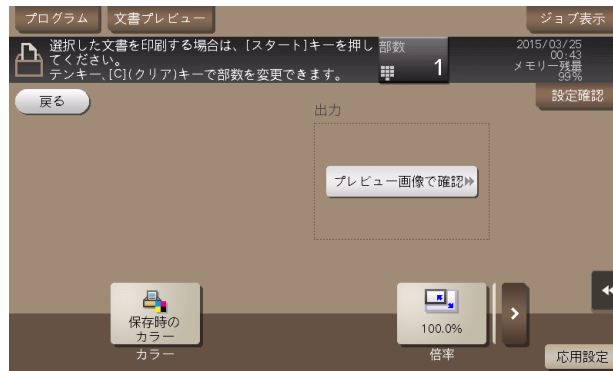 プログラム
文書プレビュー
ジョブ表示
選択した文書を印刷する場合は、[スタート]キーを押し
てください。
テンキー、[C](クリア)キーで部数を変更できます。
部数
1
2015/03/25
00:43
メモリー残量
99%
戻る
設定確認
出力
プレビュー画像で確認
保存時の
カラー
カラー
100.0%
倍率
応用設定